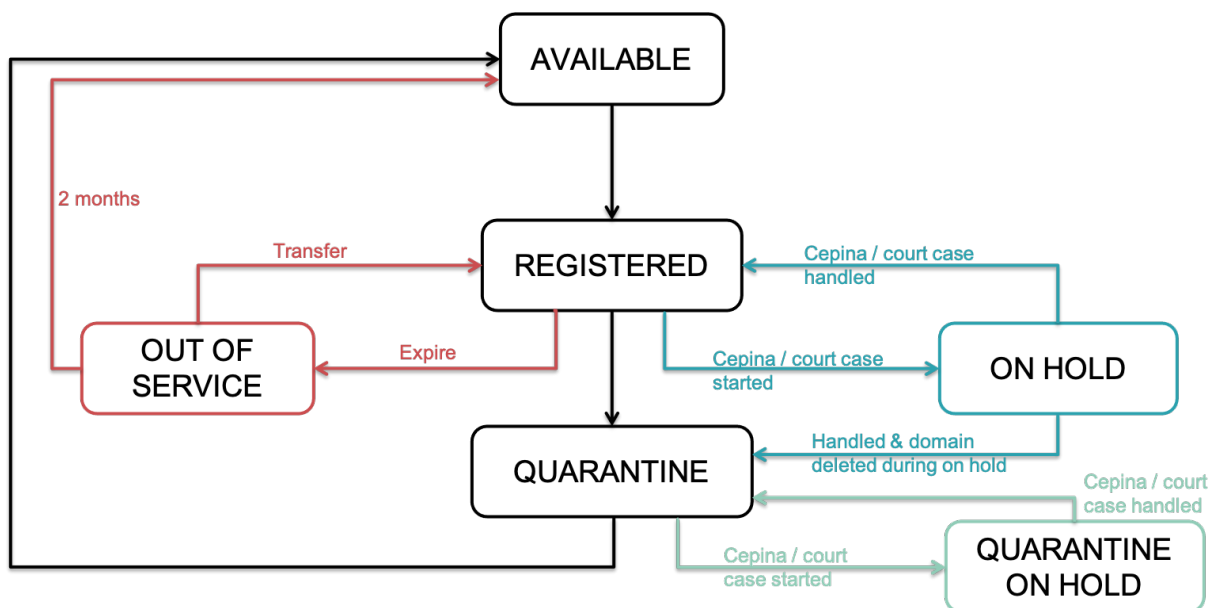 AVAILABLE
2 months
Transfer
REGISTERED
Cepina / court case
handled
OUT OF
SERVICE
Expire
Cepina / court case
started
ON HOLD
Handled & domain
deleted during on hold
QUARANTINE
Cepina / court
case handled
Cepina / court
case started
QUARANTINE
ON HOLD